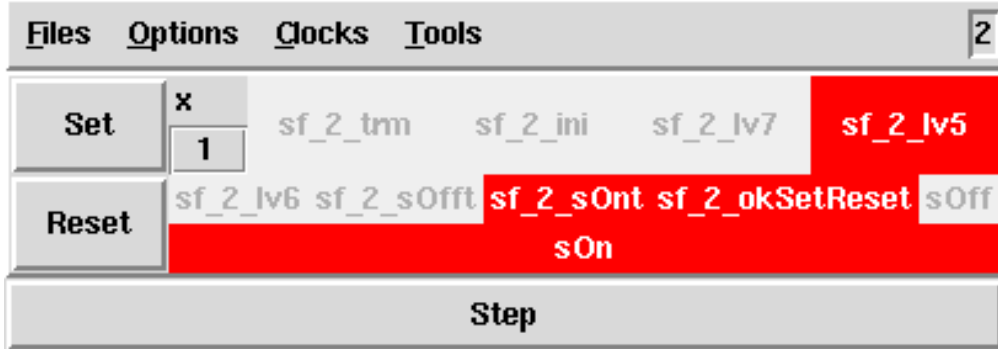 Files Options Clocks Tools 2
Set x sf_2_trm sf_2_ini sf_2_lv7 sf_2_lv5
1
Reset sf_2_lv6 sf_2_sOfft sf_2_sOnt sf_2_okSetReset sOff
sOn
Step